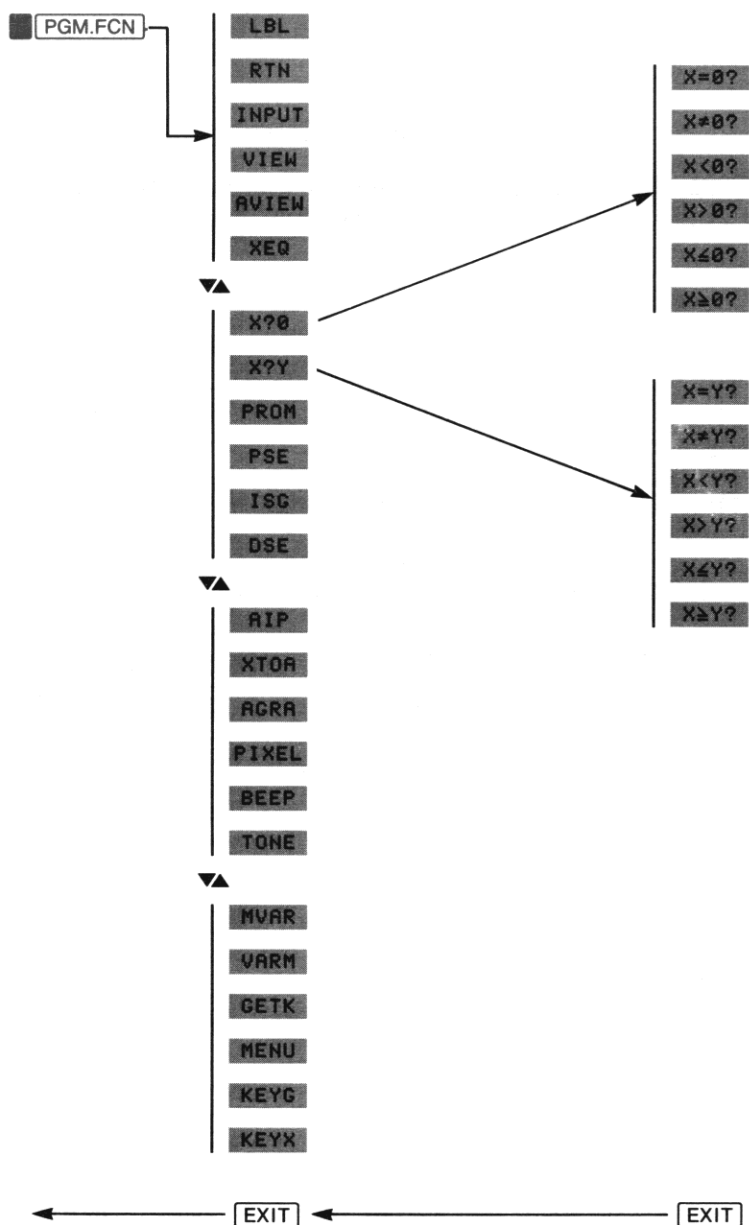 PGM.FCN
LBL
RTN
INPUT
VIEW
AVIEW
XEQ
X?0
X?Y
PROM
PSE
ISG
DSE
AIP
XTOA
AGRA
PIXEL
BEEP
TONE
MVAR
VARM
GETK
MENU
KEYG
KEYX
X=0?
X≠0?
X<0?
X>0?
X≤0?
X≥0?
X=Y?
X≠Y?
X<Y?
X>Y?
X≤Y?
X≥Y?
EXIT
EXIT